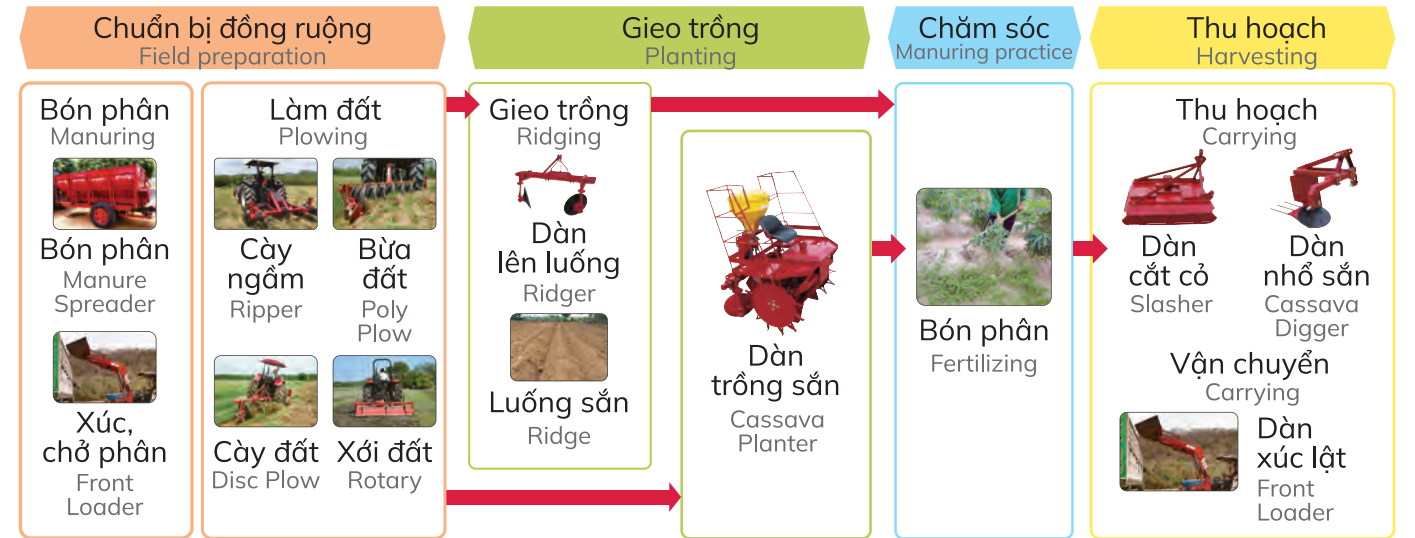 Chuẩn bị đồng ruộng
Field preparation
Gieo trồng
Planting
Chăm sóc
Manuring practice
Thu hoạch
Harvesting
Bón phân
Manuring
Bón phân
Manure
Spreader
Xúc,
chở phân
Front
Loader
Làm đất
Plowing
Cày
ngầm
Ripper
Bừa
đất
Poly
Plow
Cày đất
Disc Plow
Xới đất
Rotary
Gieo trồng
Ridging
Dàn
lên luống
Ridger
Luống sắn
Ridge
Dàn
trồng sắn
Cassava
Planter
Bón phân
Fertilizing
Thu hoạch
Carrying
Dàn
cắt cỏ
Slasher
Dàn
nhổ sắn
Cassava
Digger
Vận chuyển
Carrying
Dàn
xúc lật
Front
Loader